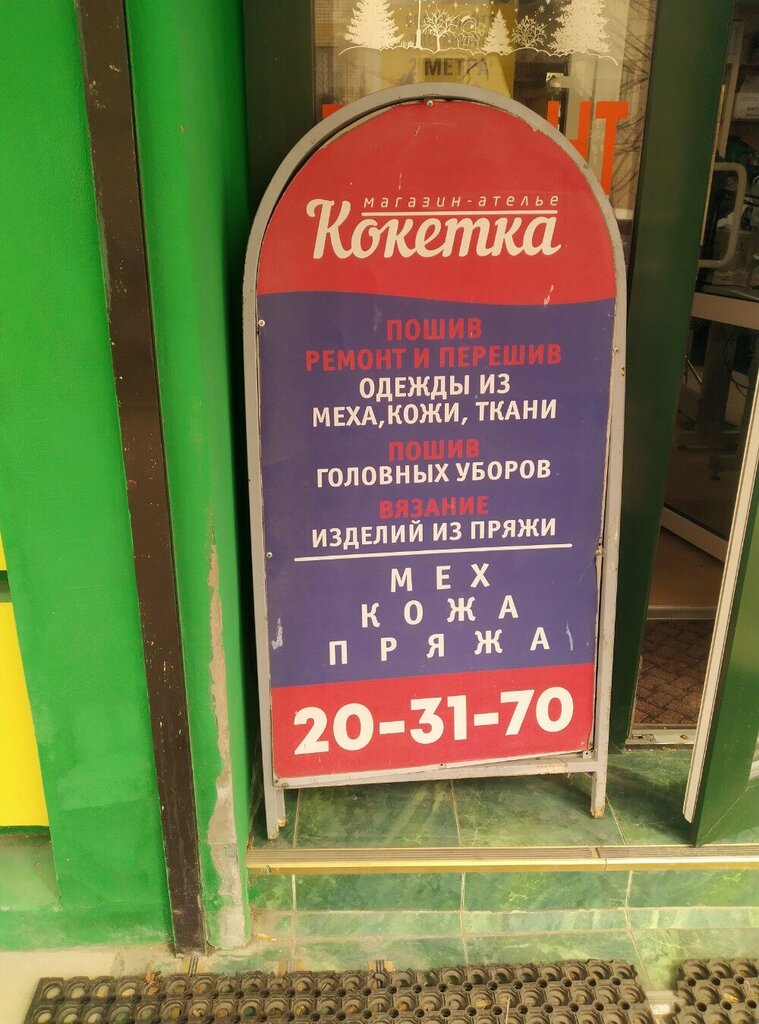 2 МЕТРА
НТ
магазин-ателье
Кокетка
ПОШИВ
РЕМОНТ И ПЕРЕШИВ
ОДЕЖДЫ ИЗ
МЕХА, КОЖИ, ТКАНИ
ПОШИВ
ГОЛОВНЫХ УБОРОВ
ВЯЗАНИЕ
ИЗДЕЛИЙ ИЗ ПРЯЖИ
МЕХ
КОЖА
ПРЯЖА
20-31-70